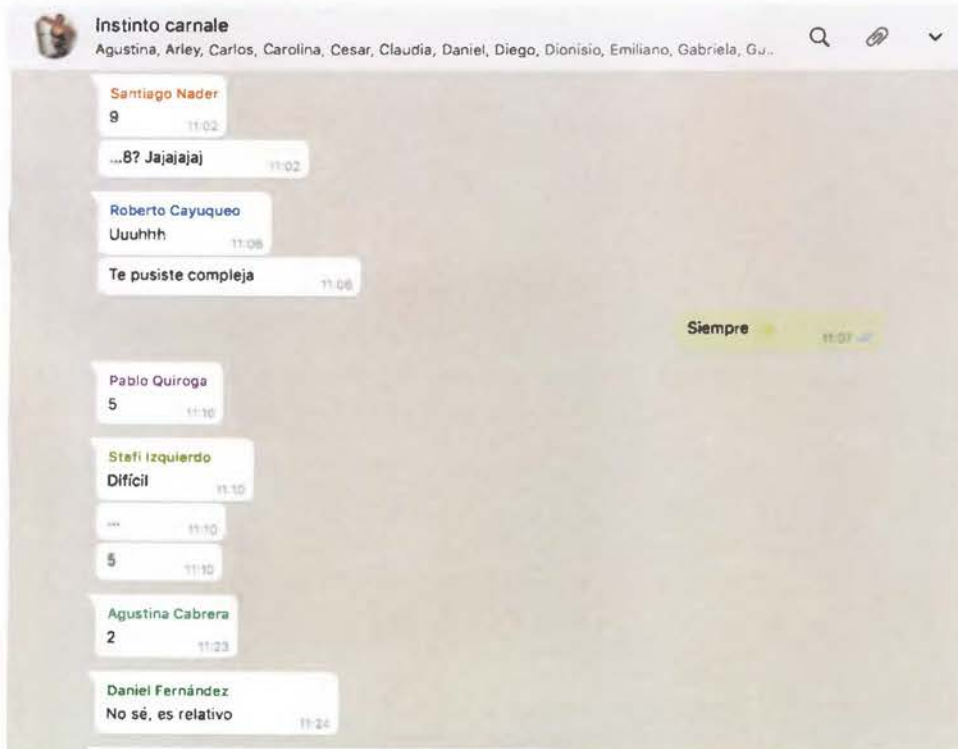 Instinto carnale
Agustina, Arley, Carlos, Carolina, Cesar, Claudia, Daniel, Diego, Dionisio, Emiliano, Gabriela, Gu..
Santiago Nader
9
11:02
...8? Jajajajaj
11:02
Roberto Cayuqueo
Uuuhhh
11:06
Te pusiste compleja
11:06
Siempre
11:07
Pablo Quiroga
5
11:10
Stefi Izquierdo
Difícil
11:10
...
11:10
5
11:10
Agustina Cabrera
2
11:23
Daniel Fernández
No sé, es relativo
11:24